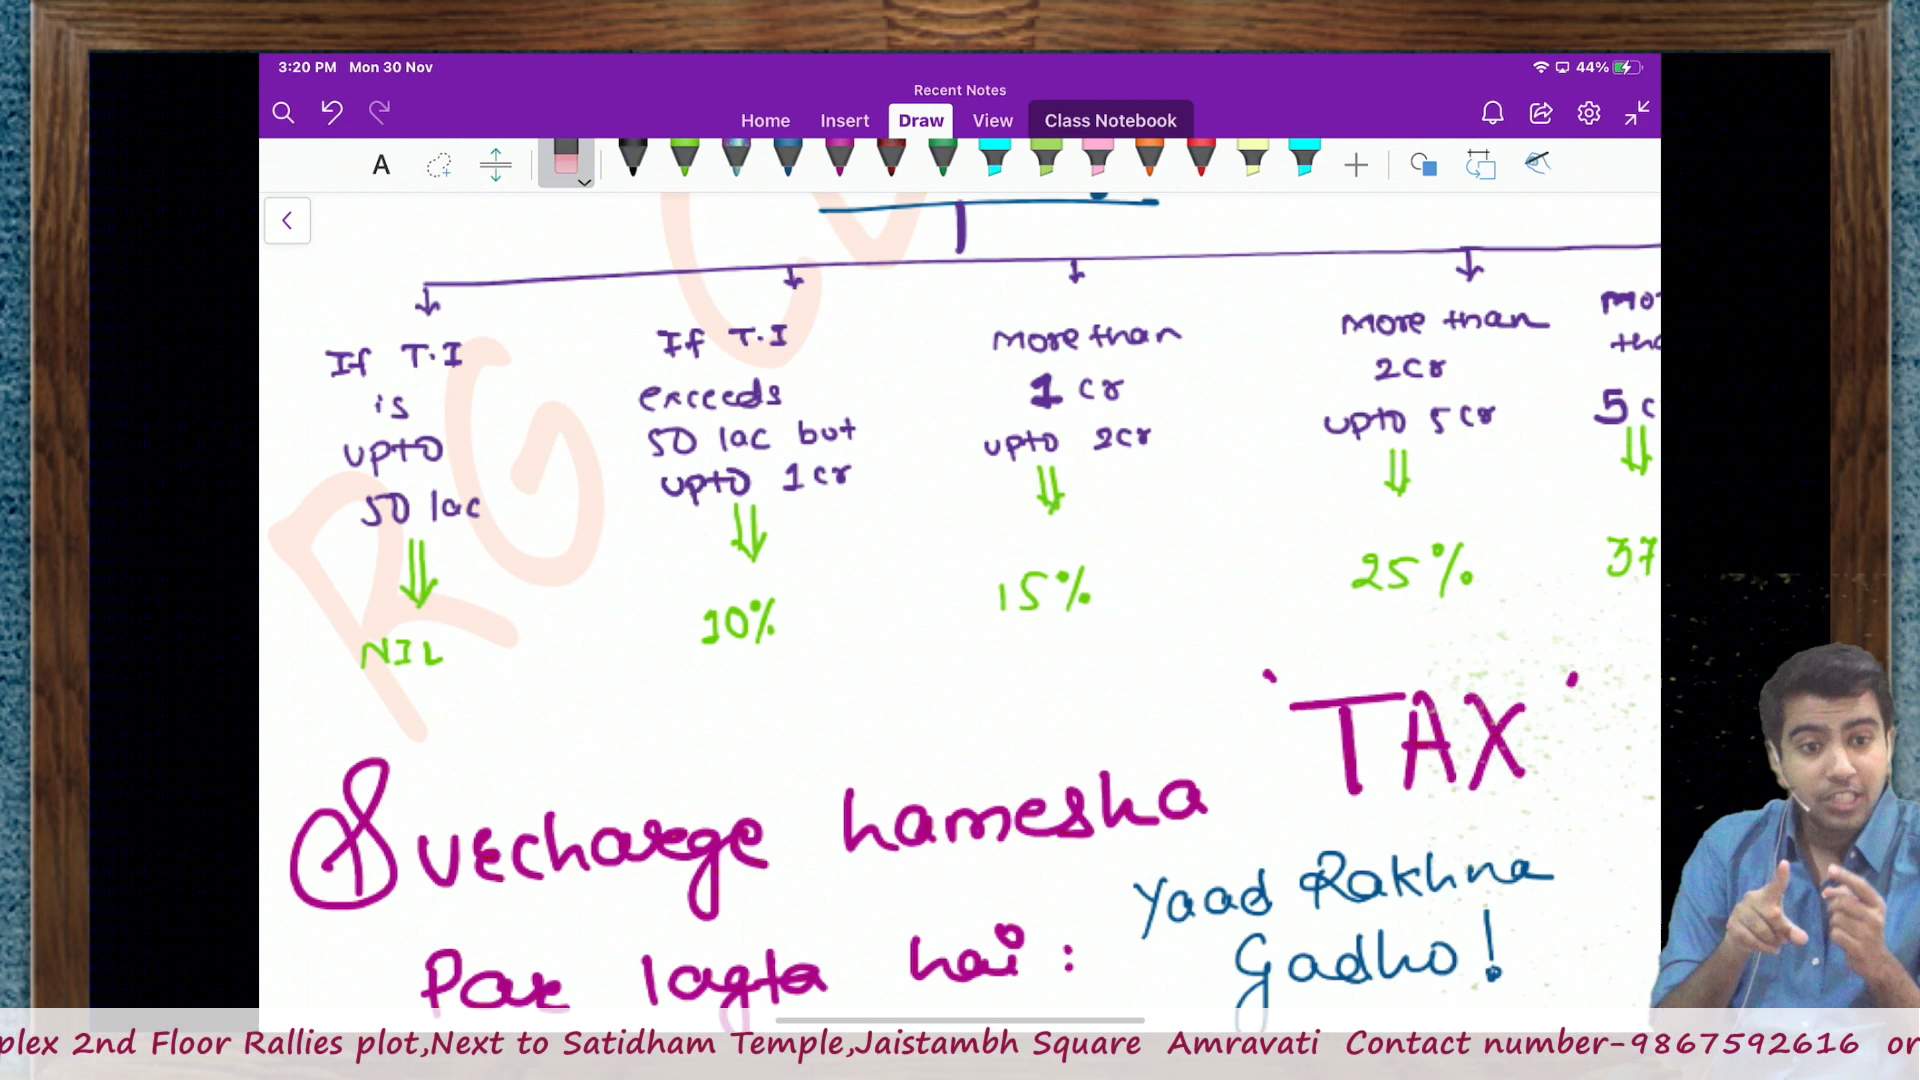 3:20 PM Mon 30 Nov
44%
Recent Notes
Home Insert Draw View Class Notebook
A
RG
If T.I
is
upto
50 lac
NIL
If T.I
exceeds
50 lac but
upto 1 cr
10%
More than
1 cr
upto 2cr
15%
More than
2cr
upto 5 cr
25%
5 c
37
'TAX'
Surcharge hamesha
Par lagta hai :
Yaad Rakhna
Gadho!
plex 2nd Floor Rallies plot,Next to Satidham Temple,Jaistambh Square Amravati Contact number-9867592616 or